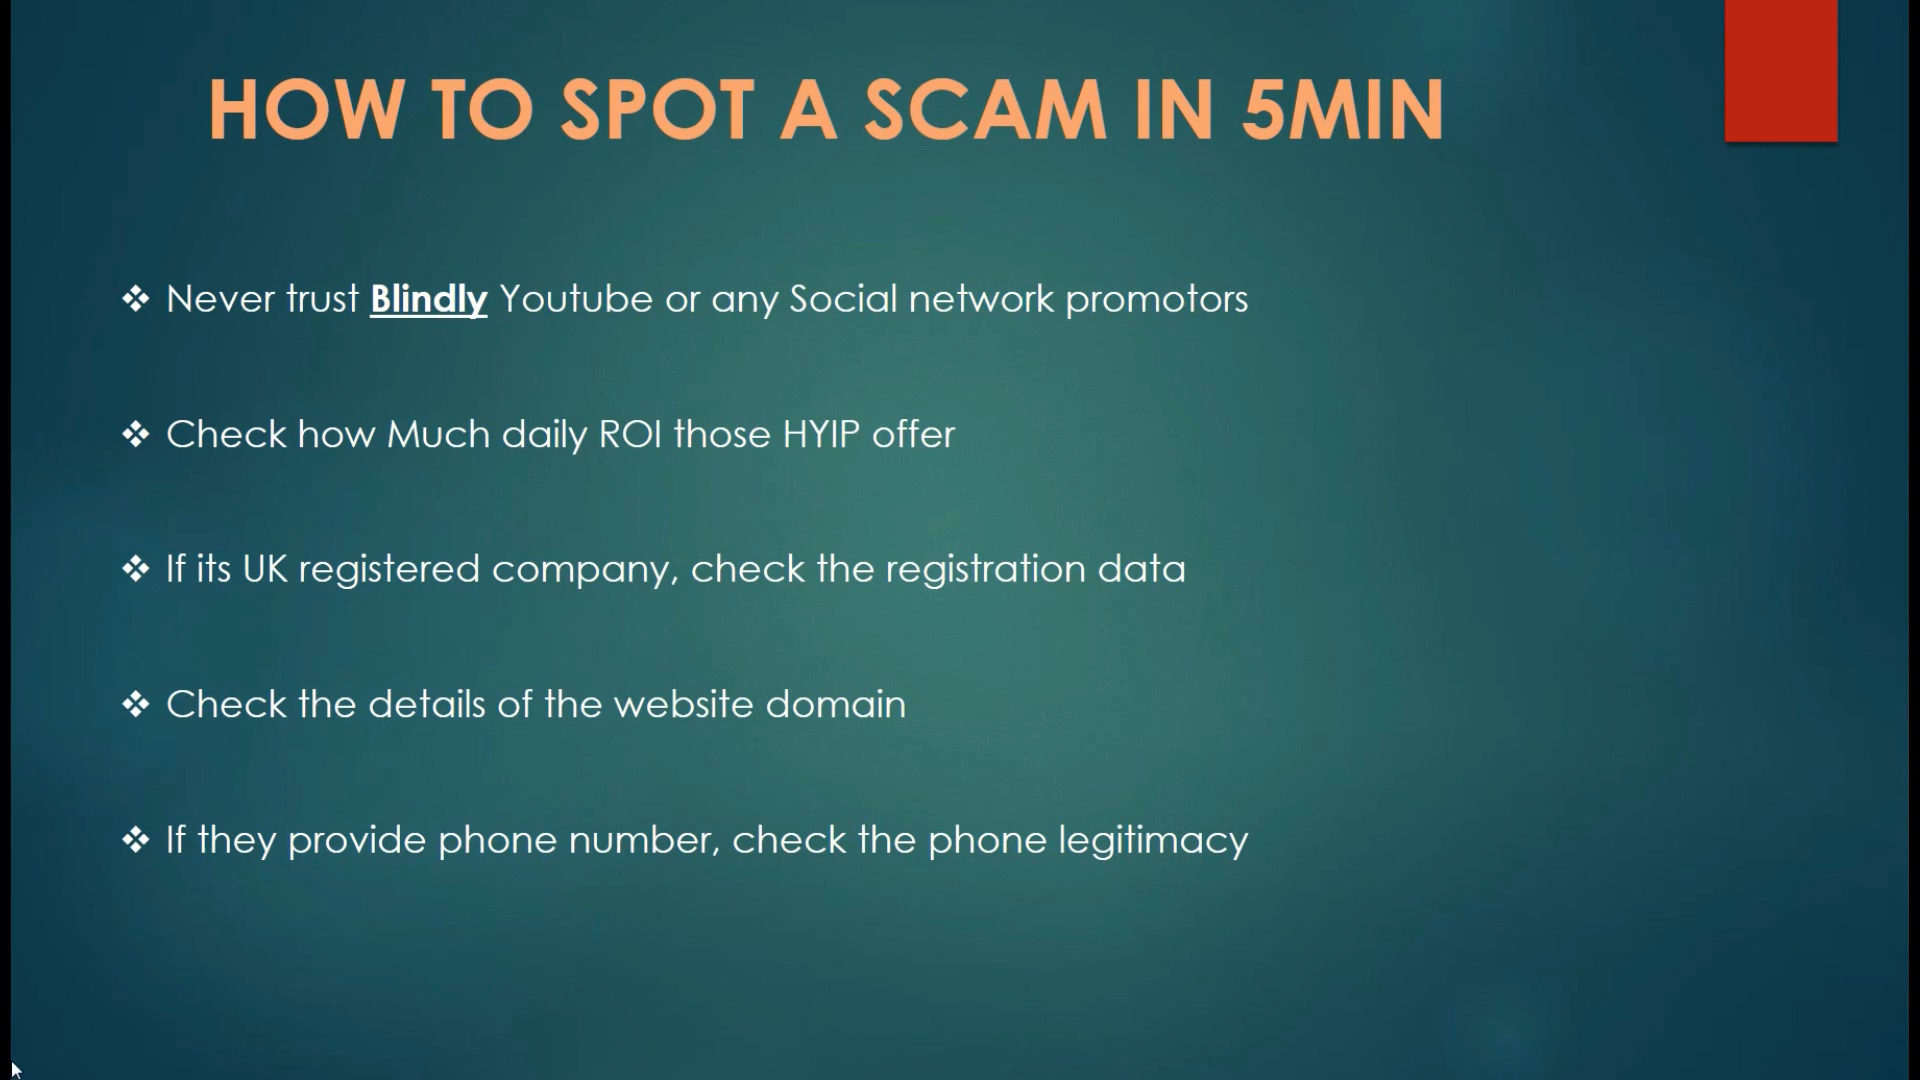 HOW TO SPOT A SCAM IN 5MIN
❖ Never trust Blindly Youtube or any Social network promotors
❖ Check how Much daily ROI those HYIP offer
❖ If its UK registered company, check the registration data
❖ Check the details of the website domain
❖ If they provide phone number, check the phone legitimacy